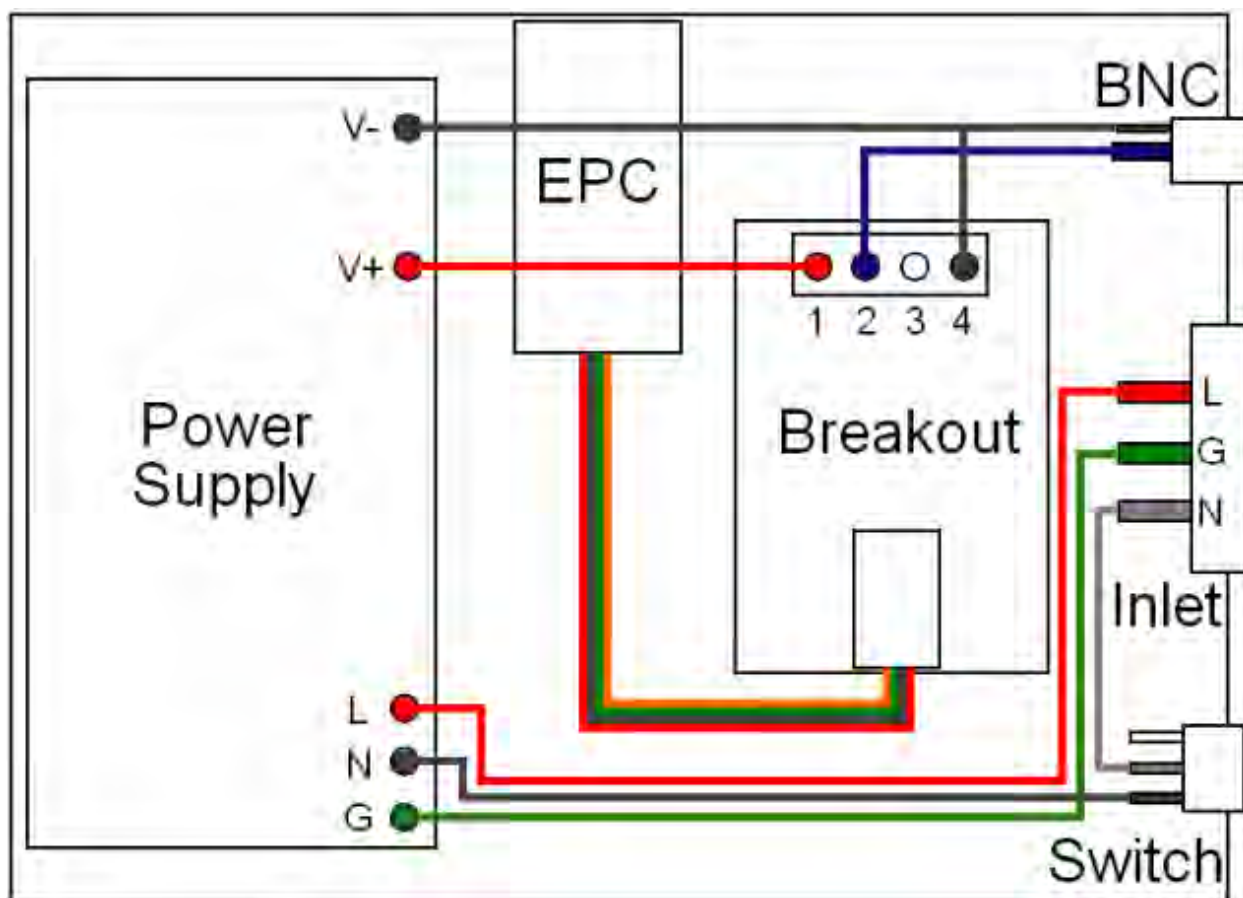 BNC
V-
EPC
V+
1 2 3 4
L
Power
Supply
Breakout
G
N
Inlet
L
N
G
Switch